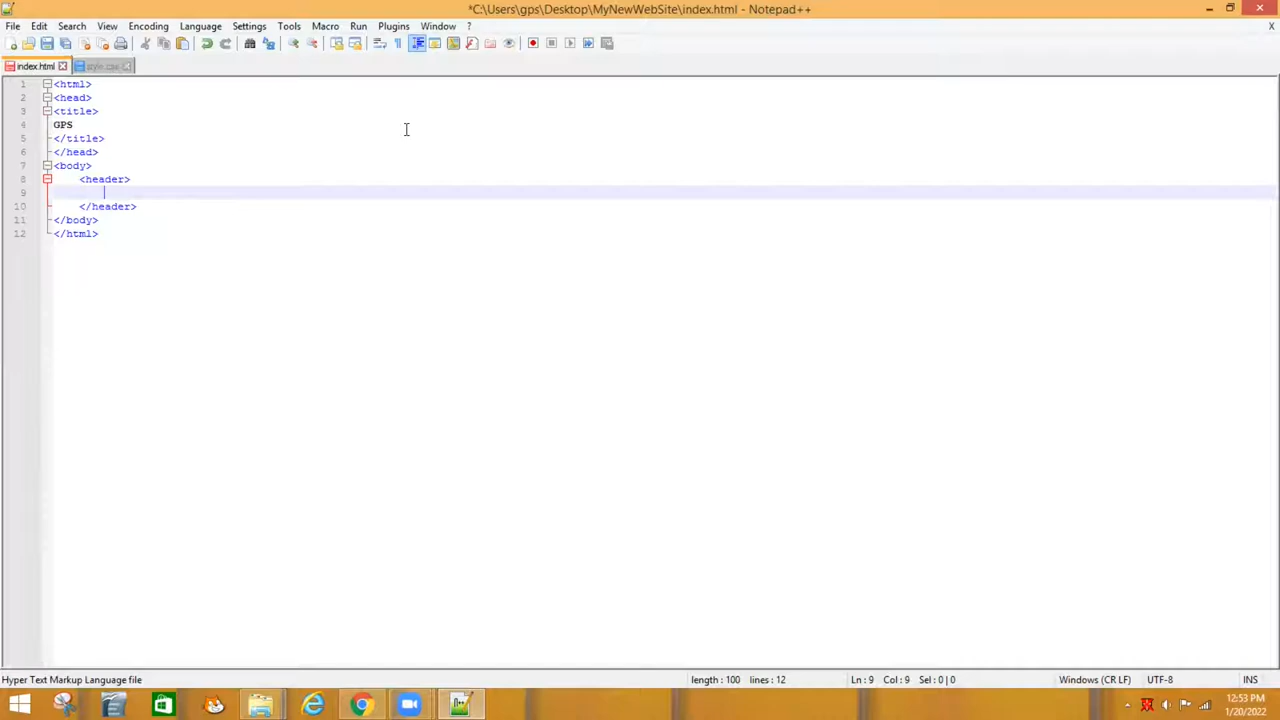 *C:\Users\gps\Desktop\MyNewWebSite\index.html - Notepad++
File Edit Search View Encoding Language Settings Tools Macro Run Plugins Window ? X
index.html style.css
1 <html>
2 <head>
3 <title>
4 GPS
5 </title>
6 </head>
7 <body>
8 <header>
9
10 </header>
11 </body>
12 </html>
Hyper Text Markup Language file length : 100 lines : 12 Ln : 9 Col : 9 Sel : 0 | 0 Windows (CR LF) UTF-8 INS
12:53 PM
1/20/2022